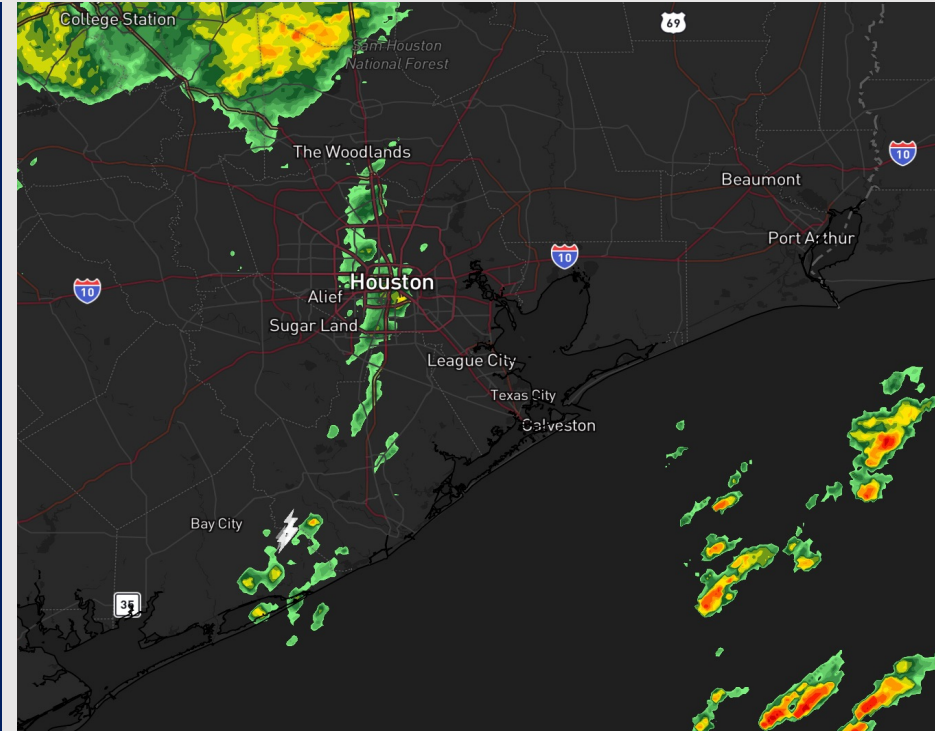 College Station
69
Sam Houston
National Forest
The Woodlands
10
Beaumont
Port Arthur
10
Houston
10
Alief
Sugar Land
League City
Texas City
Galveston
Bay City
35